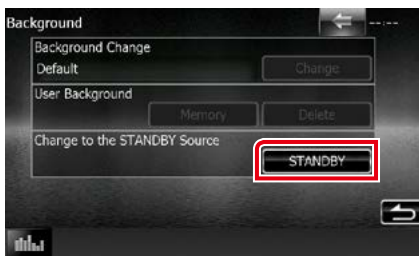 Background
--:--
Background Change
Default
Change
User Background
Memory
Delete
Change to the STANDBY Source
STANDBY